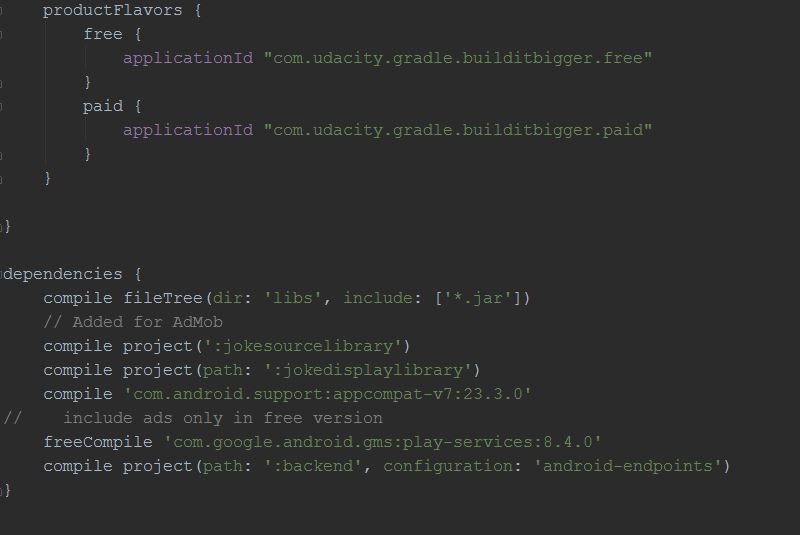 productFlavors {
free {
applicationId "com.udacity.gradle.builditbigger.free"
}
paid {
applicationId "com.udacity.gradle.builditbigger.paid"
}
}
}
dependencies {
compile fileTree(dir: 'libs', include: ['*.jar'])
// Added for AdMob
compile project(':jokesourcelibrary')
compile project(path: ':jokedisplaylibrary')
compile 'com.android.support:appcompat-v7:23.3.0'
// include ads only in free version
freeCompile 'com.google.android.gms:play-services:8.4.0'
compile project(path: ':backend', configuration: 'android-endpoints')
}